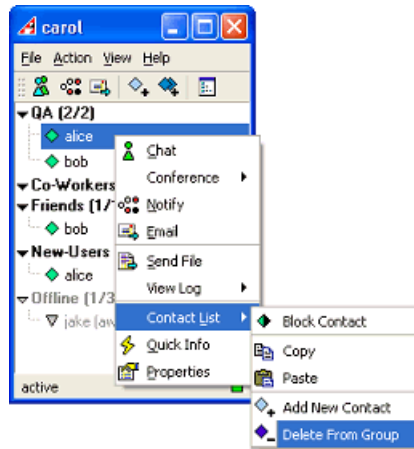 carol
File Action View Help
QA (2/2)
alice
bob
Co-Workers
Friends (1/
bob
New-Users
alice
Offline (1/3
jake (aw
active
Chat
Conference
Notify
Email
Send File
View Log
Contact List
Quick Info
Properties
Block Contact
Copy
Paste
Add New Contact
Delete From Group